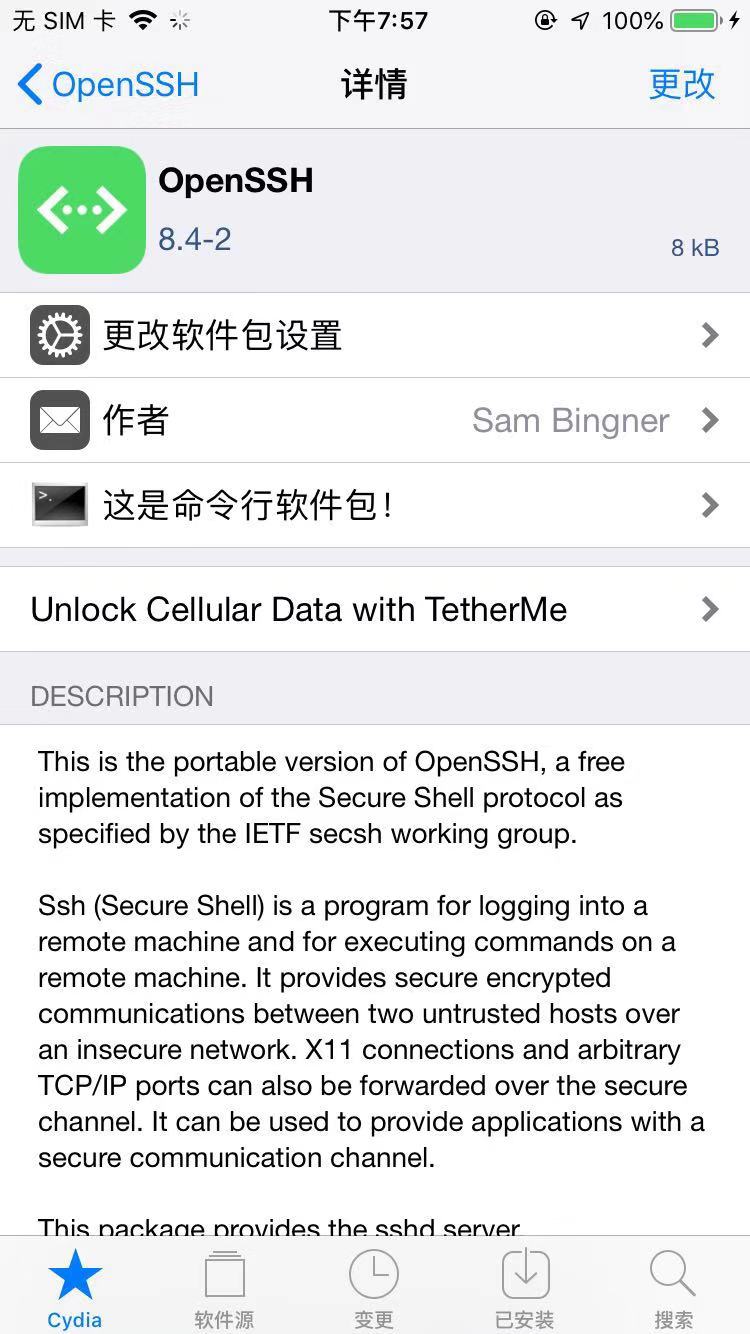 无 SIM 卡 下午7:57 100%
OpenSSH 详情 更改
OpenSSH
8.4-2
8 kB
更改软件包设置
作者 Sam Bingner
>.
这是命令行软件包！
Unlock Cellular Data with TetherMe
DESCRIPTION
This is the portable version of OpenSSH, a free
implementation of the Secure Shell protocol as
specified by the IETF secsh working group.
Ssh (Secure Shell) is a program for logging into a
remote machine and for executing commands on a
remote machine. It provides secure encrypted
communications between two untrusted hosts over
an insecure network. X11 connections and arbitrary
TCP/IP ports can also be forwarded over the secure
channel. It can be used to provide applications with a
secure communication channel.
This package provides the sshd server.
Cydia 软件源 变更 已安装 搜索